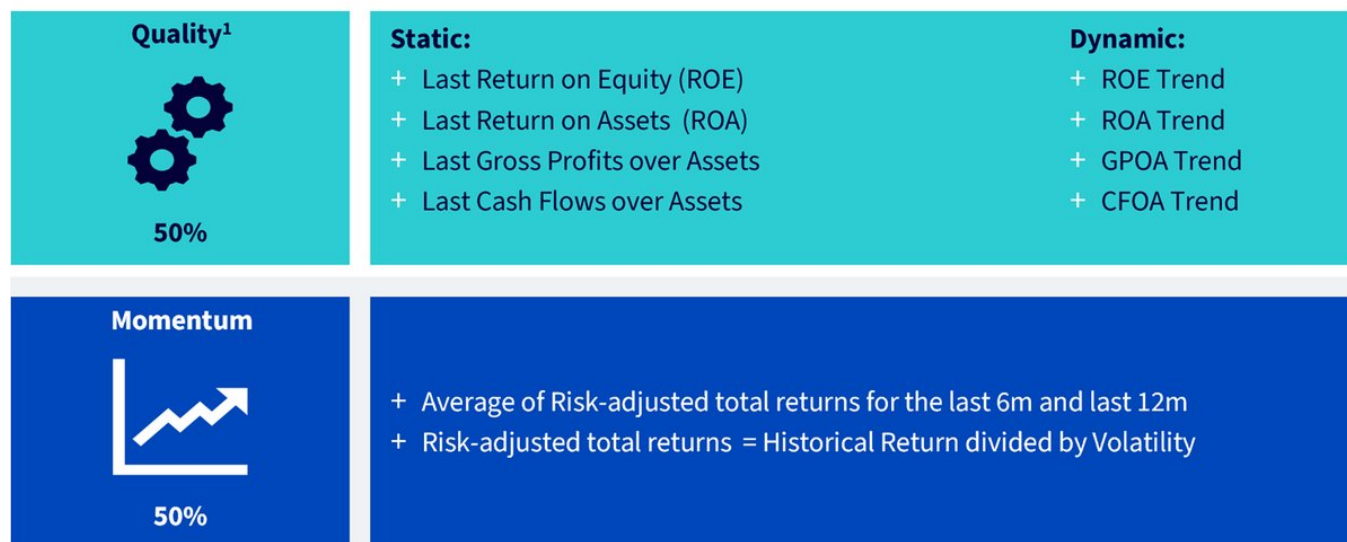 Quality¹
50%
Static:
+ Last Return on Equity (ROE)
+ Last Return on Assets (ROA)
+ Last Gross Profits over Assets
+ Last Cash Flows over Assets
Dynamic:
+ ROE Trend
+ ROA Trend
+ GPOA Trend
+ CFOA Trend
Momentum
50%
+ Average of Risk-adjusted total returns for the last 6m and last 12m
+ Risk-adjusted total returns = Historical Return divided by Volatility